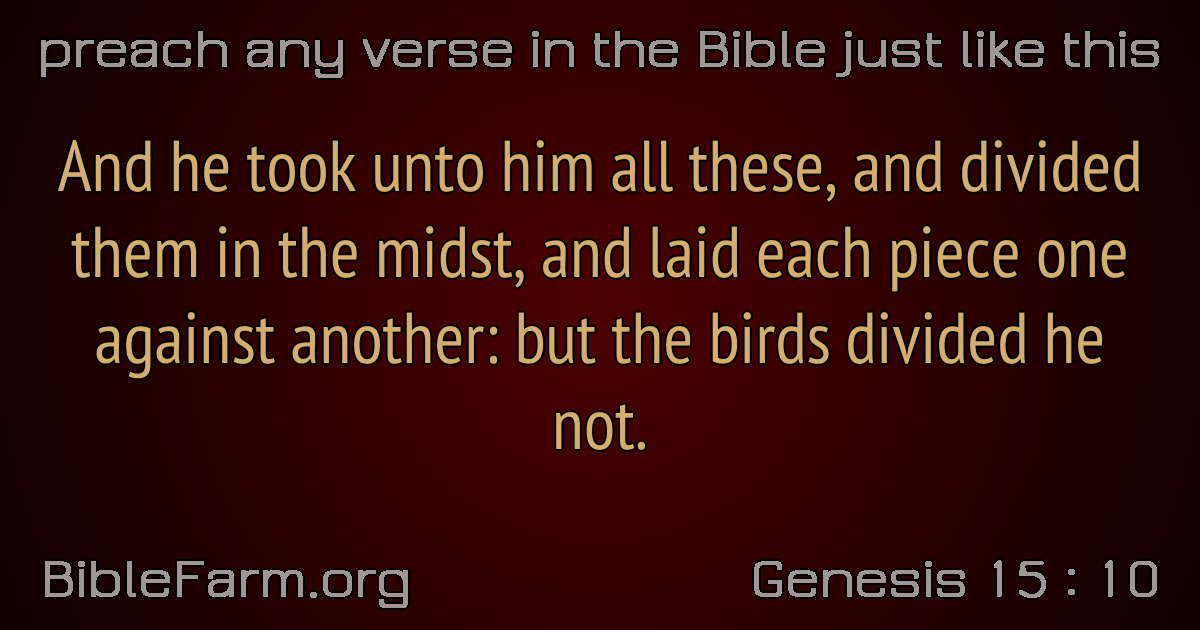 preach any verse in the Bible just like this
And he took unto him all these, and divided
them in the midst, and laid each piece one
against another: but the birds divided he
not.
BibleFarm.org
Genesis 15 : 10